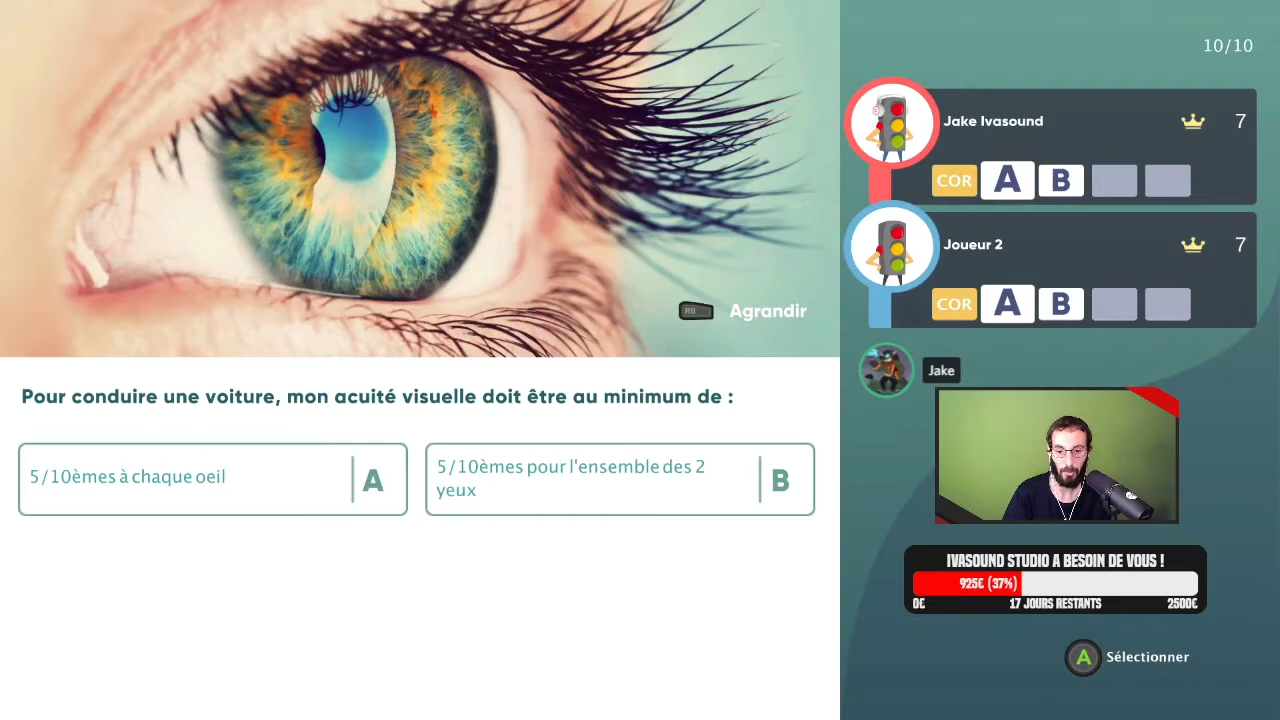 10/10
Jake Ivasound
7
COR A B
Joueur 2
7
COR A B
RB Agrandir
Jake
Pour conduire une voiture, mon acuité visuelle doit être au minimum de :
5/10èmes à chaque oeil
A
5/10èmes pour l'ensemble des 2
yeux
B
IVASOUND STUDIO A BESOIN DE VOUS !
925€ (37%)
0€ 17 JOURS RESTANTS 2500€
A Sélectionner